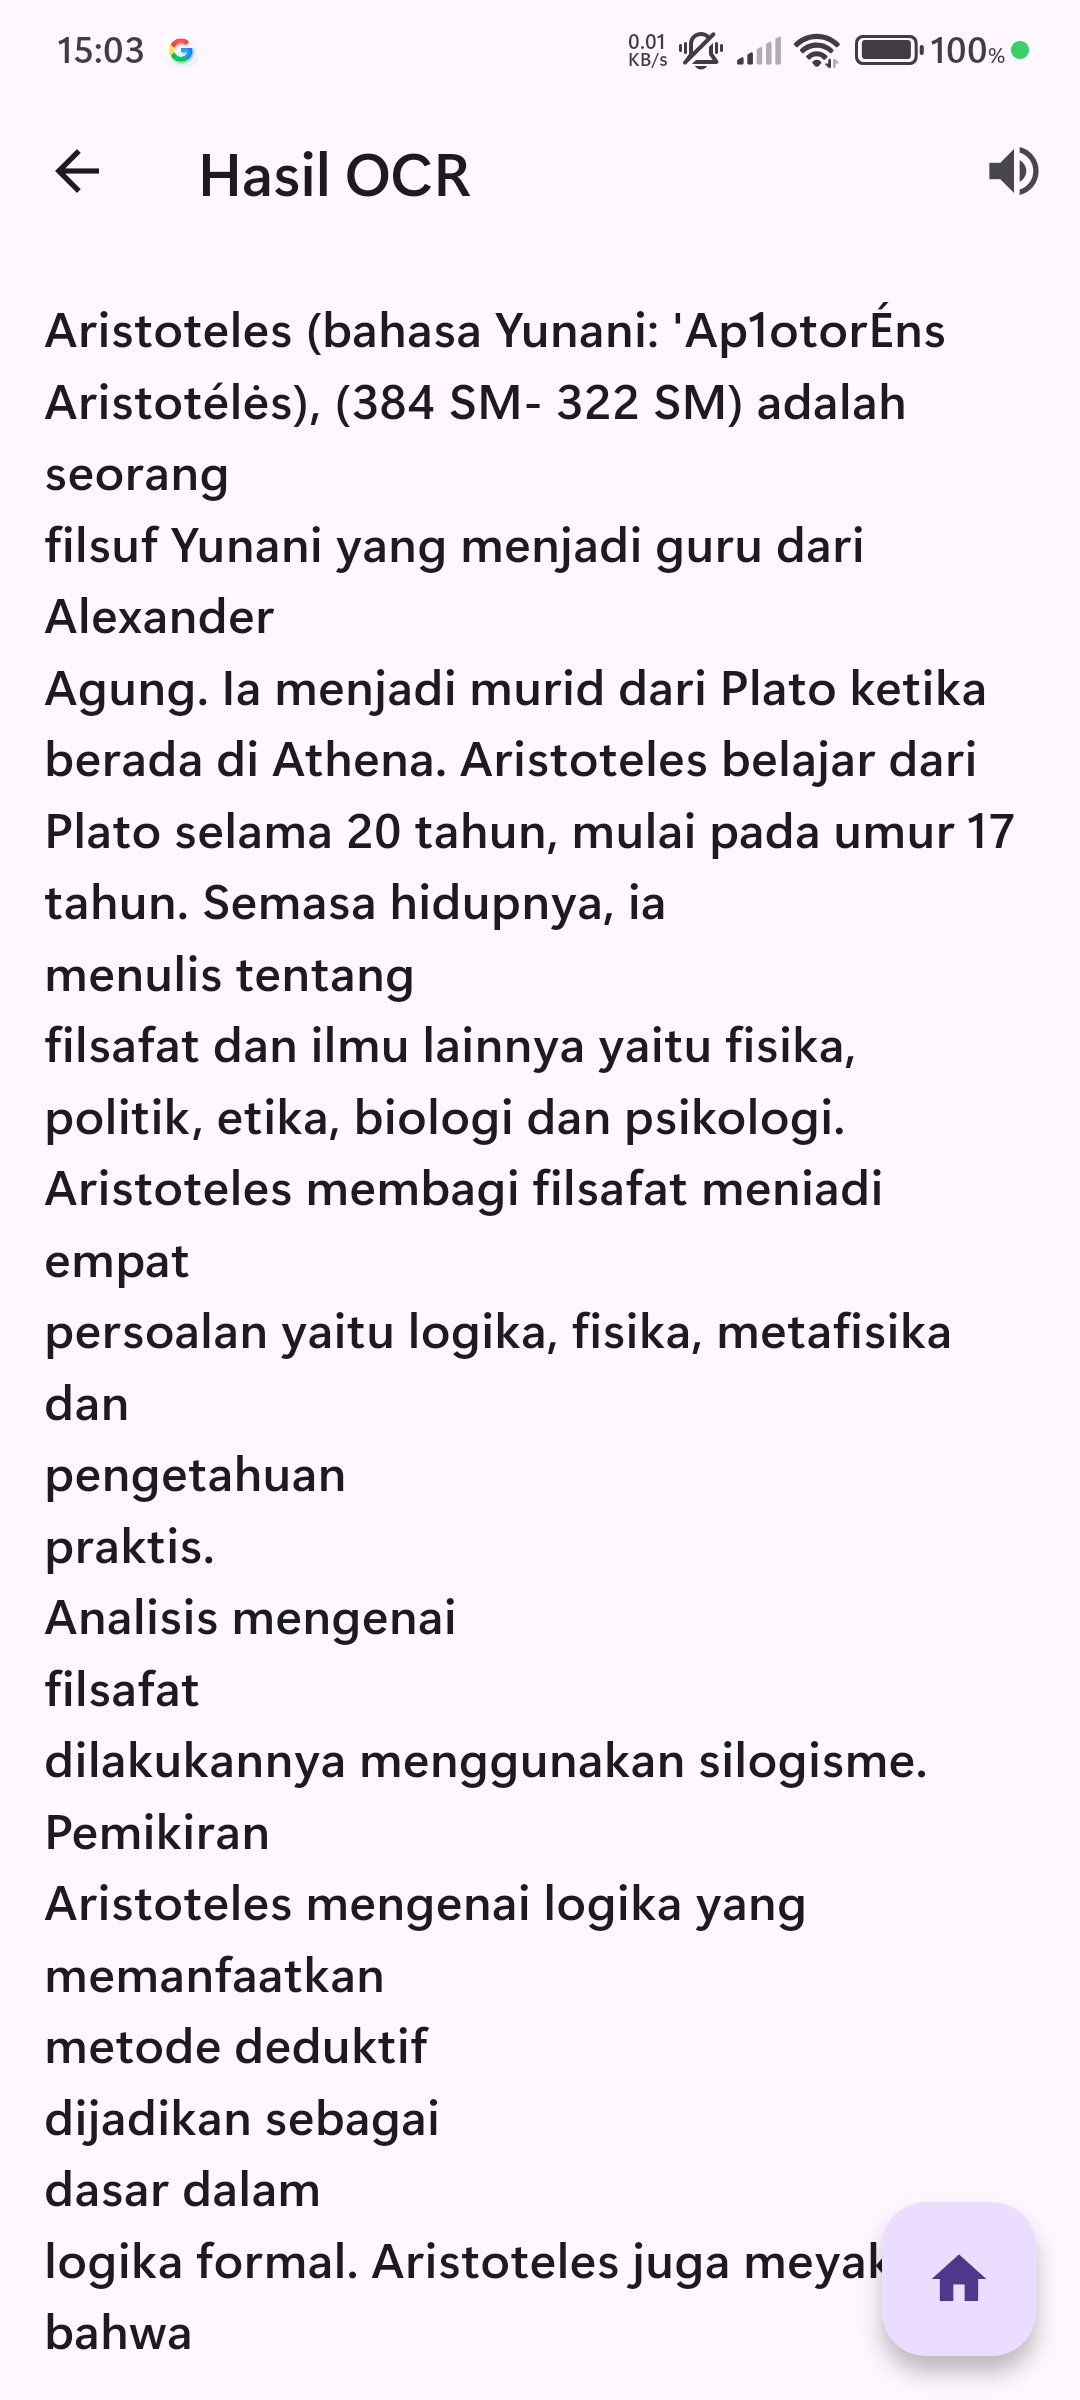 15:03
0.01 KB/s
100%
Hasil OCR
Aristoteles (bahasa Yunani: 'Ap1otorÉns
Aristotélės), (384 SM- 322 SM) adalah
seorang
filsuf Yunani yang menjadi guru dari
Alexander
Agung. Ia menjadi murid dari Plato ketika
berada di Athena. Aristoteles belajar dari
Plato selama 20 tahun, mulai pada umur 17
tahun. Semasa hidupnya, ia
menulis tentang
filsafat dan ilmu lainnya yaitu fisika,
politik, etika, biologi dan psikologi.
Aristoteles membagi filsafat meniadi
empat
persoalan yaitu logika, fisika, metafisika
dan
pengetahuan
praktis.
Analisis mengenai
filsafat
dilakukannya menggunakan silogisme.
Pemikiran
Aristoteles mengenai logika yang
memanfaatkan
metode deduktif
dijadikan sebagai
dasar dalam
logika formal. Aristoteles juga
bahwa